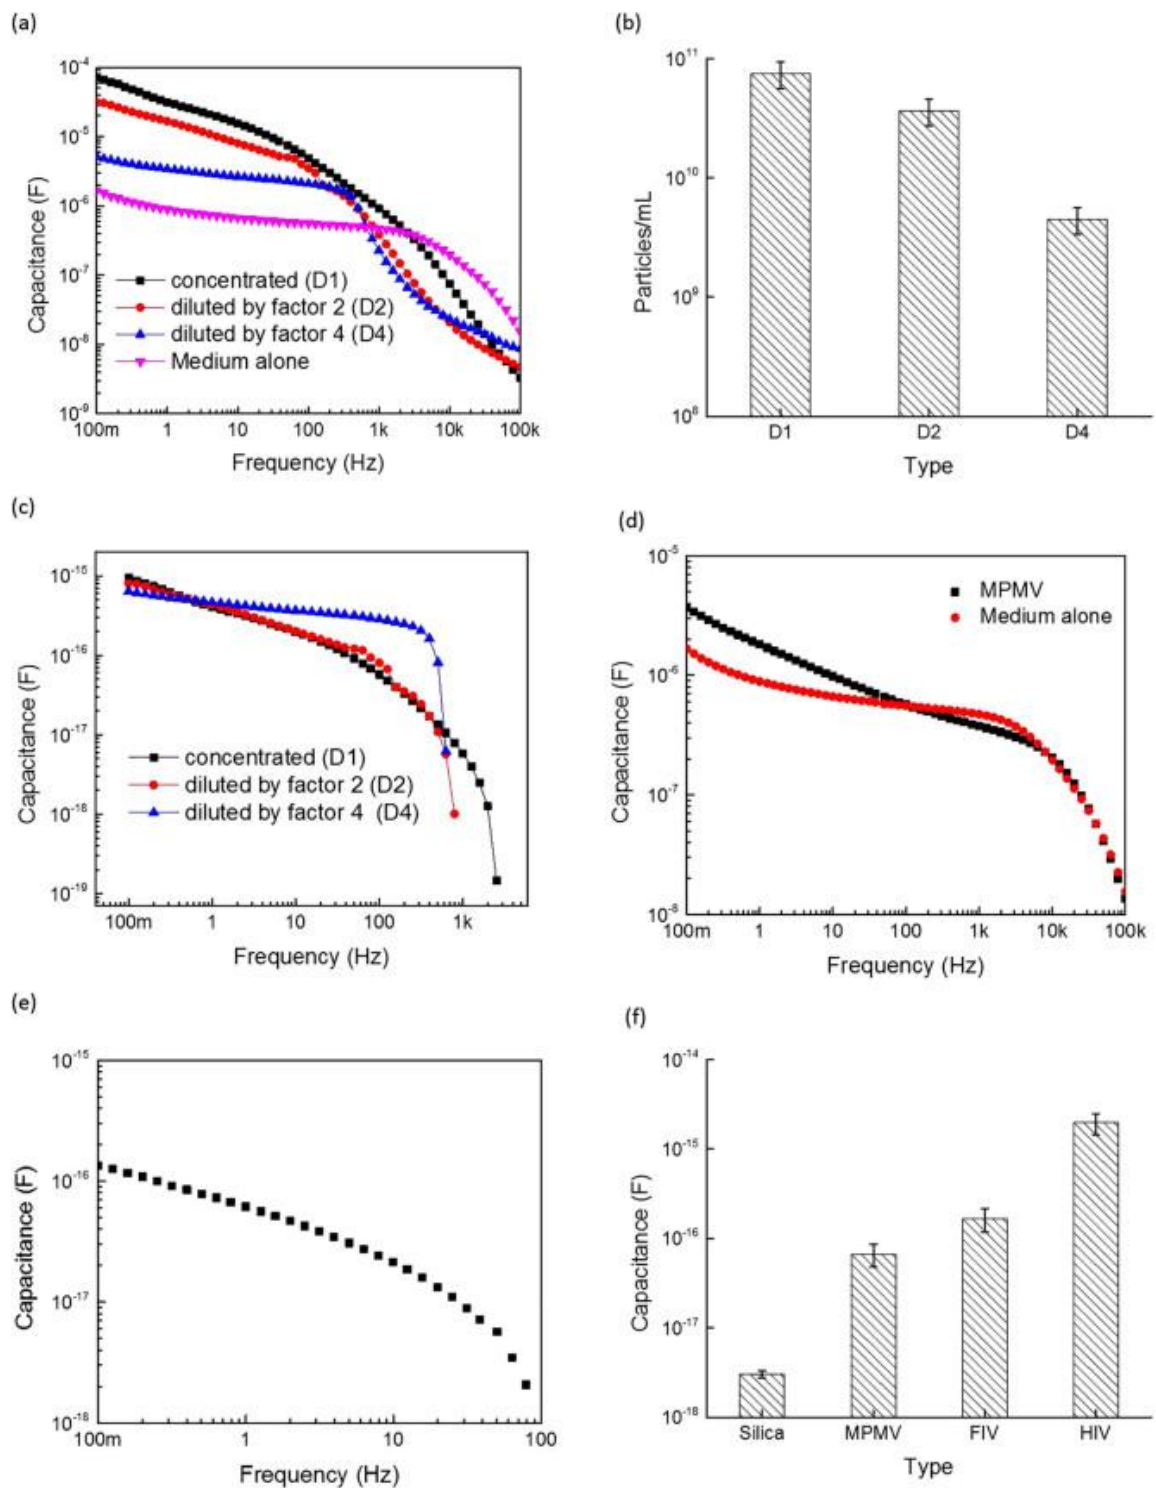 (a)
10⁻⁴
10⁻⁵
10⁻⁶
10⁻⁷
10⁻⁸
10⁻⁹
Capacitance (F)
concentrated (D1)
diluted by factor 2 (D2)
diluted by factor 4 (D4)
Medium alone
100m 1 10 100 1k 10k 100k
Frequency (Hz)
(b)
10¹¹
10¹⁰
10⁹
10⁸
Particles/mL
D1 D2 D4
Type
(c)
10⁻¹⁵
10⁻¹⁶
10⁻¹⁷
10⁻¹⁸
10⁻¹⁹
Capacitance (F)
concentrated (D1)
diluted by factor 2 (D2)
diluted by factor 4 (D4)
100m 1 10 100 1k
Frequency (Hz)
(d)
10⁻⁵
10⁻⁶
10⁻⁷
10⁻⁸
Capacitance (F)
MPMV
Medium alone
100m 1 10 100 1k 10k 100k
Frequency (Hz)
(e)
10⁻¹⁵
10⁻¹⁶
10⁻¹⁷
10⁻¹⁸
Capacitance (F)
100m 1 10 100
Frequency (Hz)
(f)
10⁻¹⁴
10⁻¹⁵
10⁻¹⁶
10⁻¹⁷
10⁻¹⁸
Capacitance (F)
Silica MPMV FIV HIV
Type